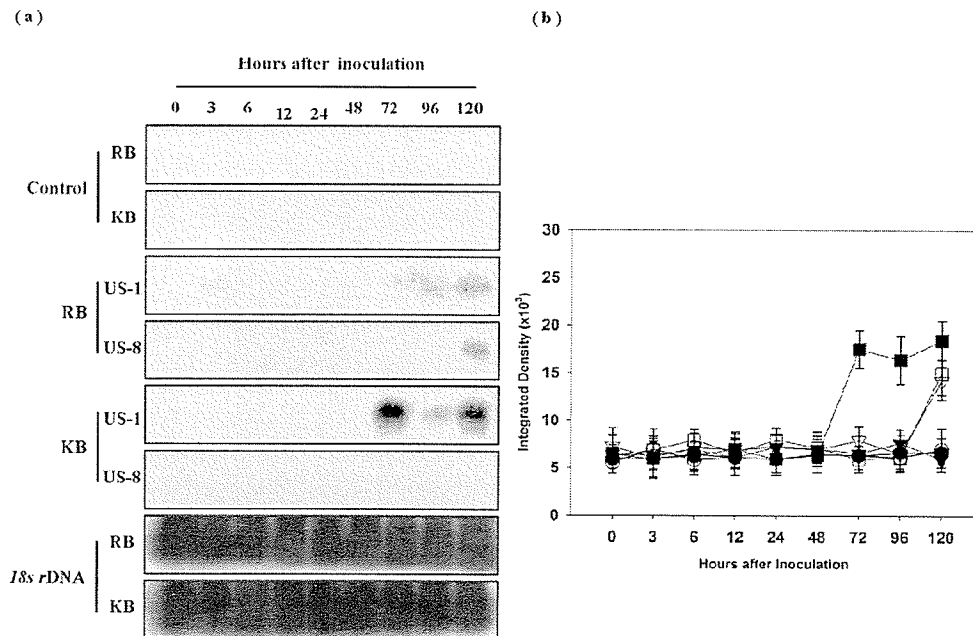 (a)
(b)
Hours after inoculation
0 3 6 12 24 48 72 96 120
Control
RB
KB
RB
US-1
US-8
KB
US-1
US-8
18s rDNA
RB
KB
30
25
20
15
10
5
0
Integrated Density (x10³)
0 3 6 12 24 48 72 96 120
Hours after Inoculation